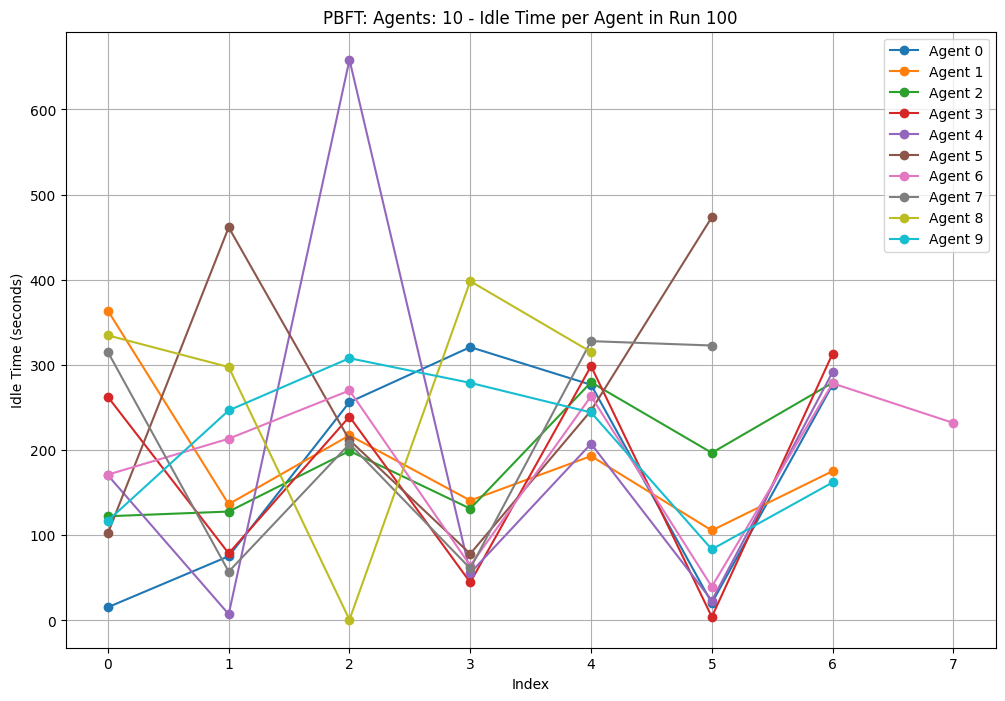 PBFT: Agents: 10 - Idle Time per Agent in Run 100
Idle Time (seconds)
600
500
400
300
200
100
0
0 1 2 3 4 5 6 7
Index
Agent 0
Agent 1
Agent 2
Agent 3
Agent 4
Agent 5
Agent 6
Agent 7
Agent 8
Agent 9